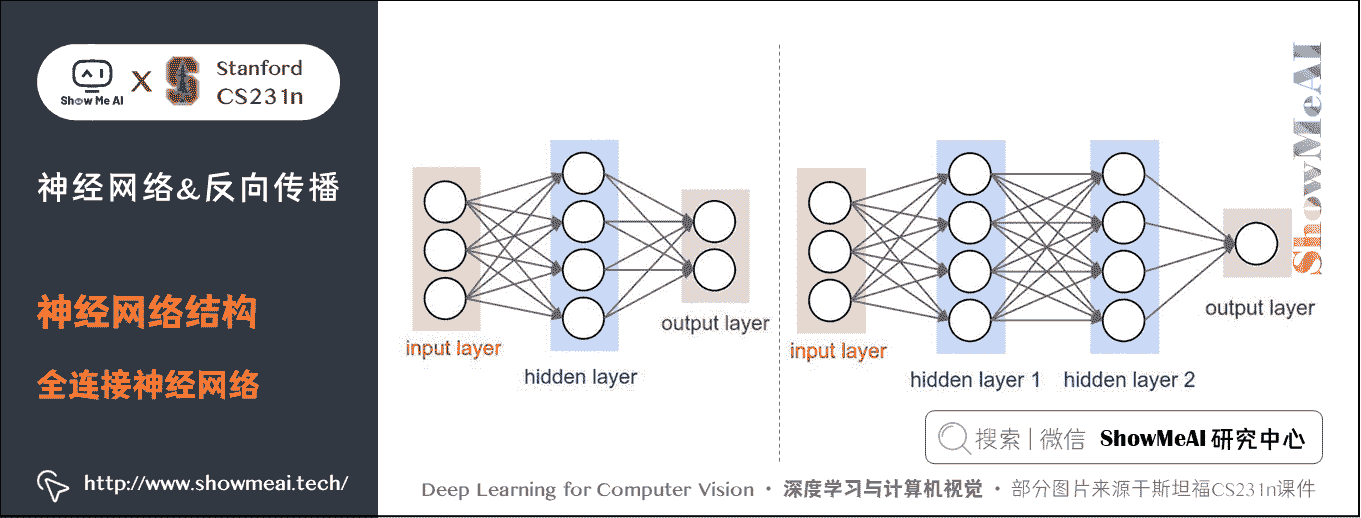 Show Me AI
X
Stanford
CS231n
神经网络&反向传播
神经网络结构
全连接神经网络
http://www.showmeai.tech/
input layer
hidden layer
output layer
input layer
hidden layer 1
hidden layer 2
output layer
ShowMeAI
搜索 | 微信 ShowMeAI 研究中心
Deep Learning for Computer Vision · 深度学习与计算机视觉 · 部分图片来源于斯坦福CS231n课件